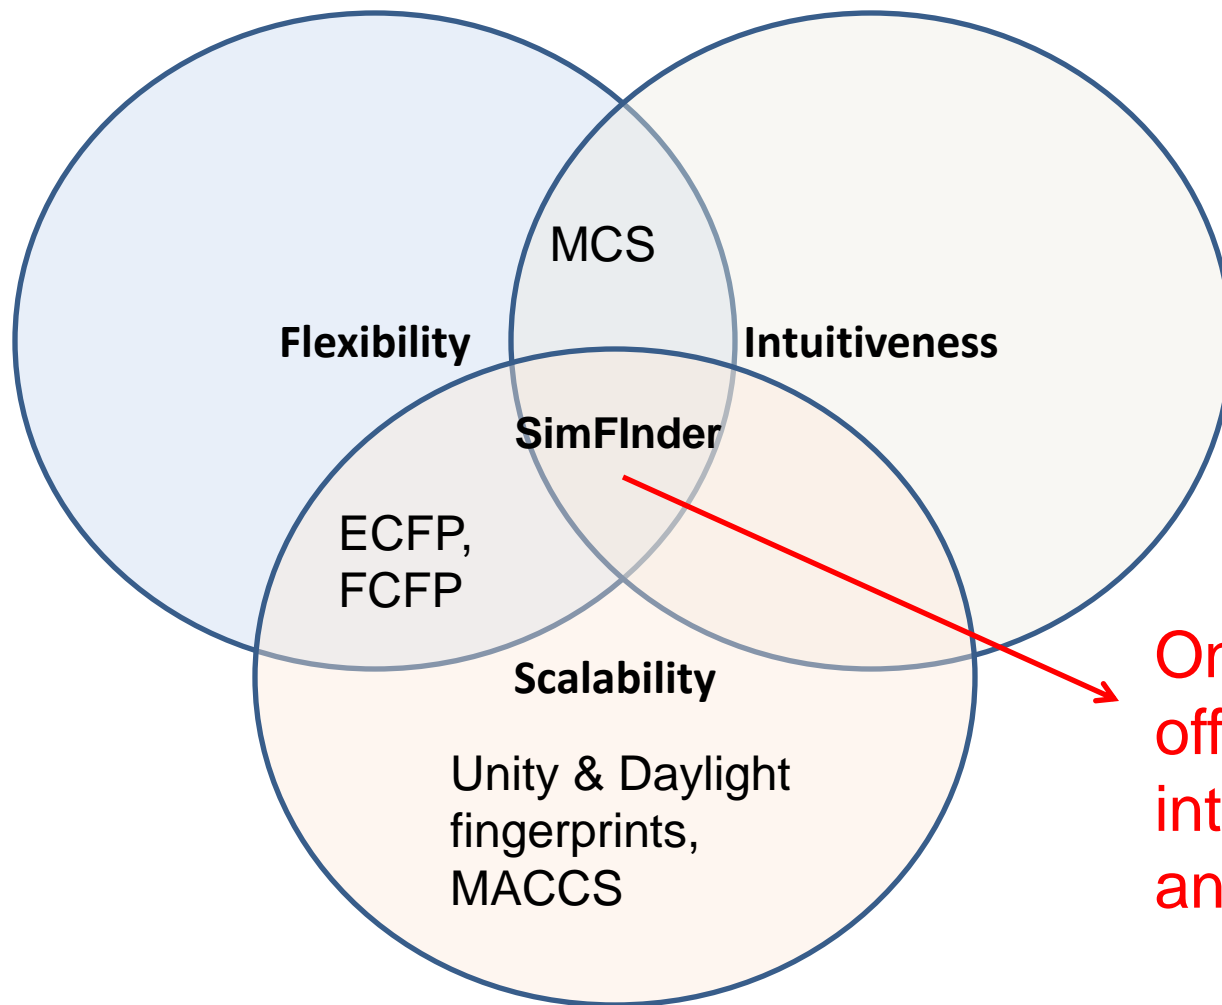 MCS
Flexibility
Intuitiveness
SimFInder
ECFP,
FCFP
Scalability
Unity & Daylight
fingerprints,
MACCS